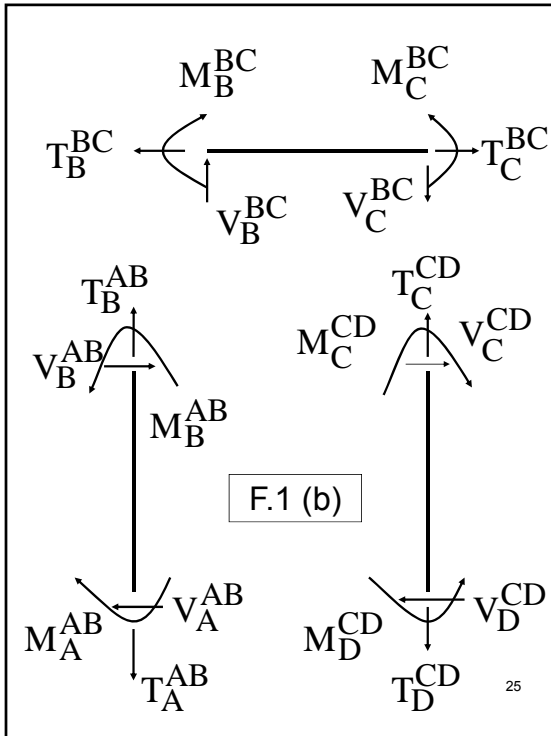 M_B^BC M_C^BC
T_B^BC T_C^BC
V_B^BC V_C^BC
T_B^AB T_C^CD
V_B^AB M_C^CD V_C^CD
M_B^AB
F.1 (b)
M_A^AB V_A^AB M_D^CD V_D^CD
T_A^AB T_D^CD
25